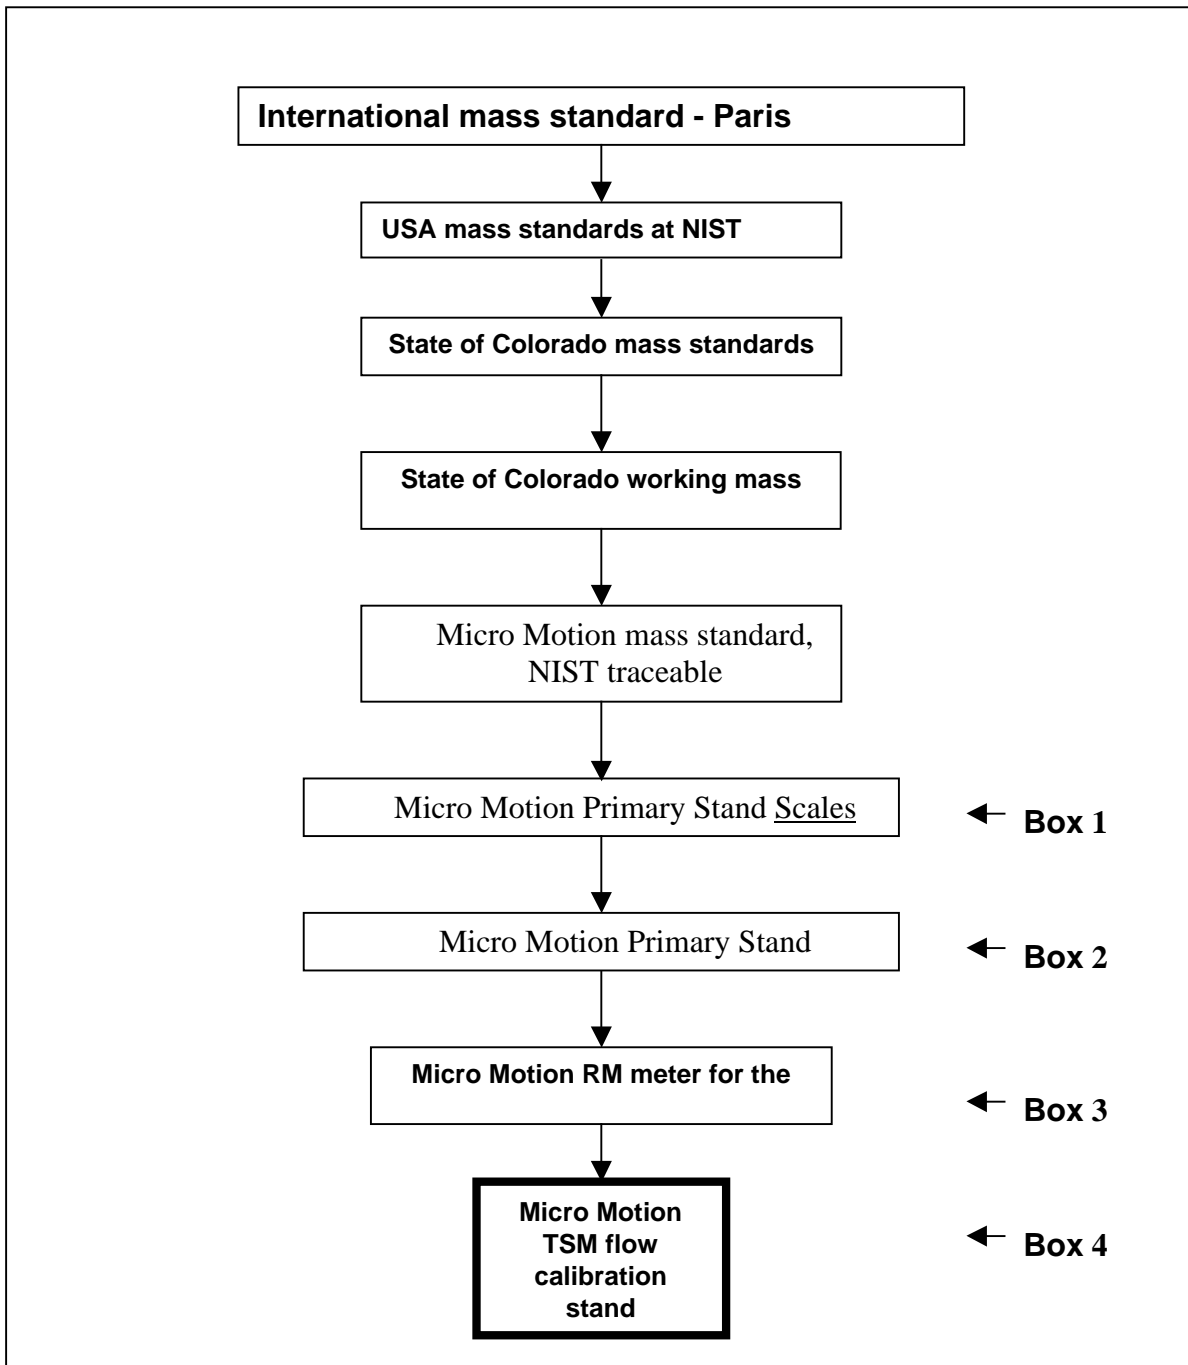 International mass standard - Paris
USA mass standards at NIST
State of Colorado mass standards
State of Colorado working mass
Micro Motion mass standard,
NIST traceable
Micro Motion Primary Stand Scales
Box 1
Micro Motion Primary Stand
Box 2
Micro Motion RM meter for the
Box 3
Micro Motion
TSM flow
calibration
stand
Box 4